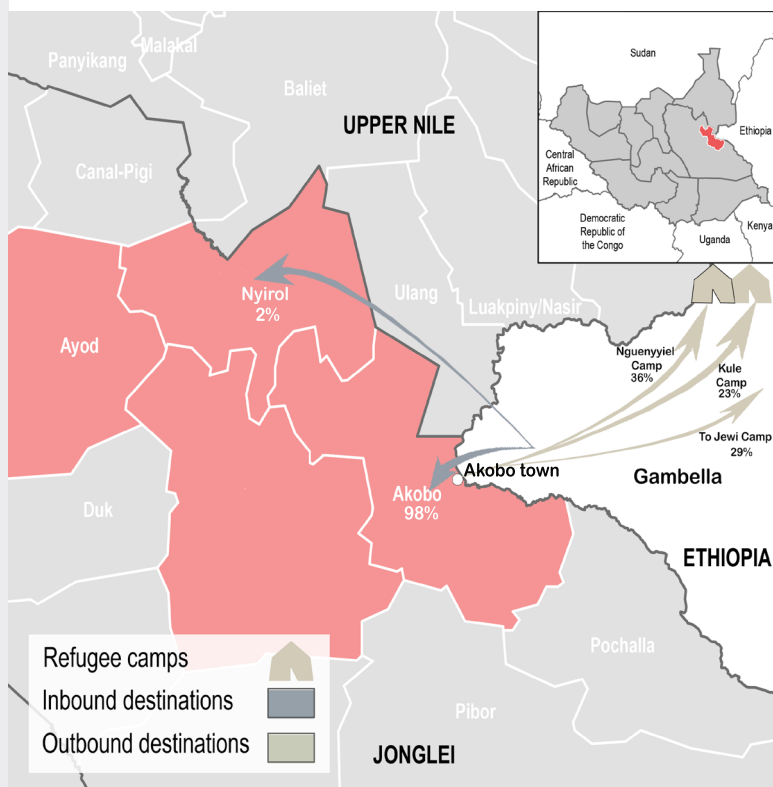 Panyikang
Malakal
Baliet
UPPER NILE
Canal-Pigi
Sudan
Ethiopia
Central
African
Republic
Democratic
Republic of
the Congo
Uganda
Kenya
Nyirol
2%
Ulang
Luakpiny/Nasir
Ayod
Nguenyyiel
Camp
36%
Kule
Camp
23%
To Jewi Camp
29%
Akobo town
Gambella
Akobo
98%
Duk
ETHIOPIA
Pochalla
Pibor
JONGLEI
Refugee camps
Inbound destinations
Outbound destinations